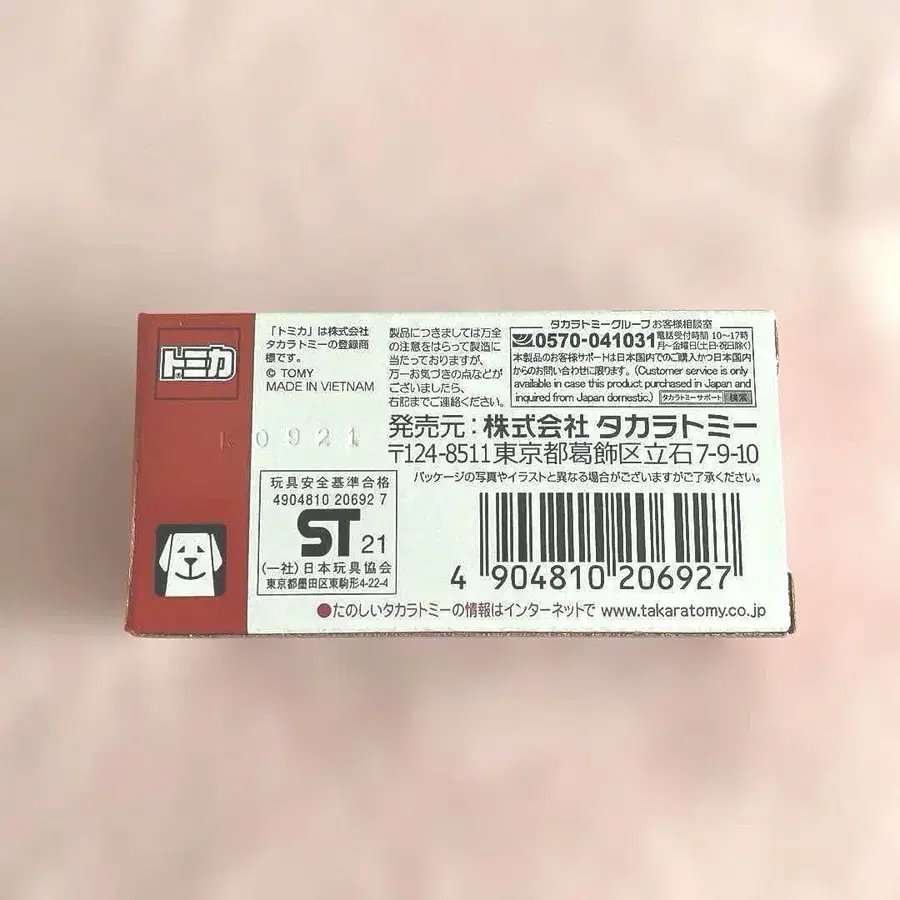 トミカ
「トミカ」は株式会社
タカラトミーの登録商
標です。
© TOMY
MADE IN VIETNAM
0921
製品につきましては万全
の注意をはらって製造に
当たっておりますが、
万一お気づきの点などが
ございましたら、
右記までご連絡ください。
タカラトミーグループ お客様相談室
0570-041031 電話受付時間 10〜17時
月〜金曜日(土日・祝日除く)
本製品のお客様サポートは日本国内でのご購入かつ日本国内
からのお問い合わせに限ります。(Customer service is only
available in case this product purchased in Japan and
inquired from Japan domestic.) タカラトミーサポート 検索
発売元：株式会社 タカラトミー
〒124-8511 東京都葛飾区立石7-9-10
パッケージの写真やイラストと異なる場合がございますがご了承ください。
玩具安全基準合格
4904810 20692 7
ST 21
(一社)日本玩具協会
東京都墨田区東駒形4-22-4
4 904810 206927
●たのしいタカラトミーの情報はインターネットで www.takaratomy.co.jp